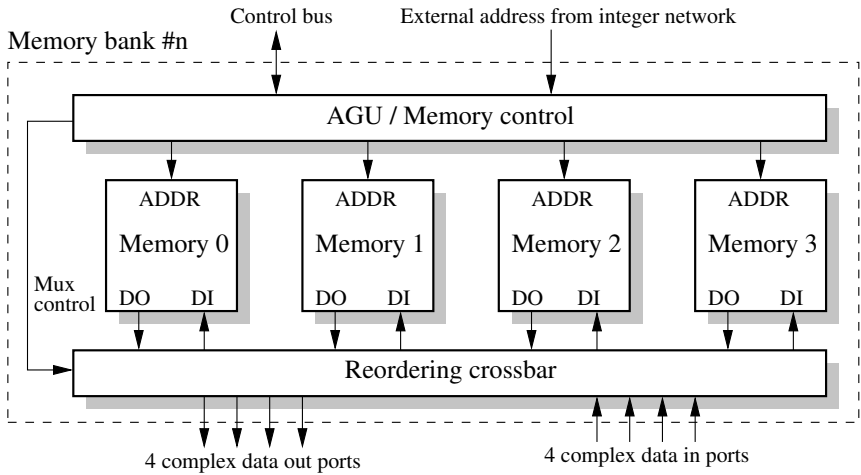 Control bus
External address from integer network
Memory bank #n
AGU / Memory control
ADDR
Memory 0
DO DI
ADDR
Memory 1
DO DI
ADDR
Memory 2
DO DI
ADDR
Memory 3
DO DI
Mux
control
Reordering crossbar
4 complex data out ports
4 complex data in ports